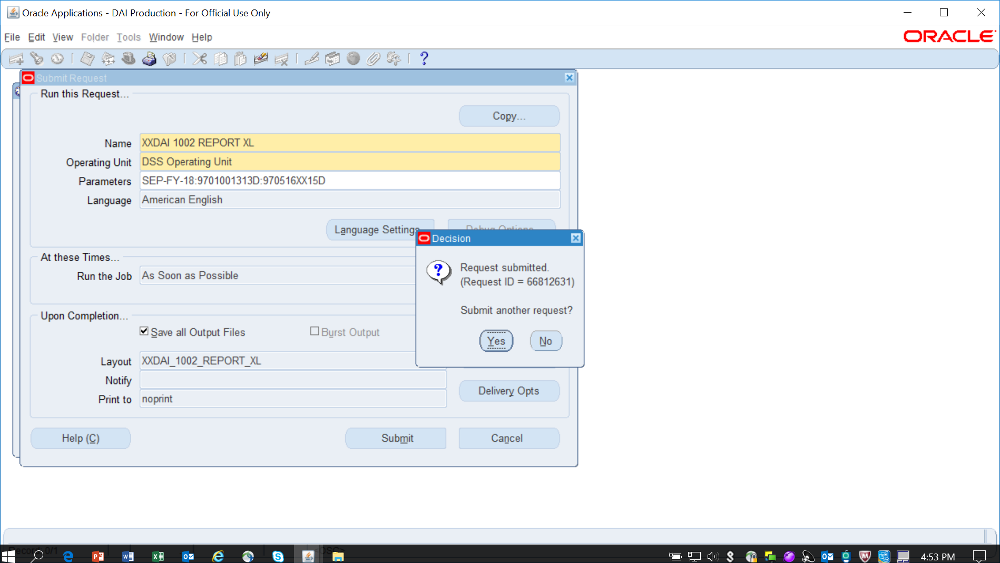 Oracle Applications - DAI Production - For Official Use Only
File Edit View Folder Tools Window Help
ORACLE
Submit Request
Run this Request...
Copy...
Name XXDAI 1002 REPORT XL
Operating Unit DSS Operating Unit
Parameters SEP-FY-18:9701001313D:970516XX15D
Language American English
Language Settings
Debug Options
Decision
Request submitted.
(Request ID = 66812631)
Submit another request?
Yes No
At these Times...
Run the Job As Soon as Possible
Upon Completion...
Save all Output Files Burst Output
Layout XXDAI_1002_REPORT_XL
Notify
Print to noprint
Delivery Opts
Help (C) Submit Cancel
Record: 0/1
<OSC>
4:53 PM